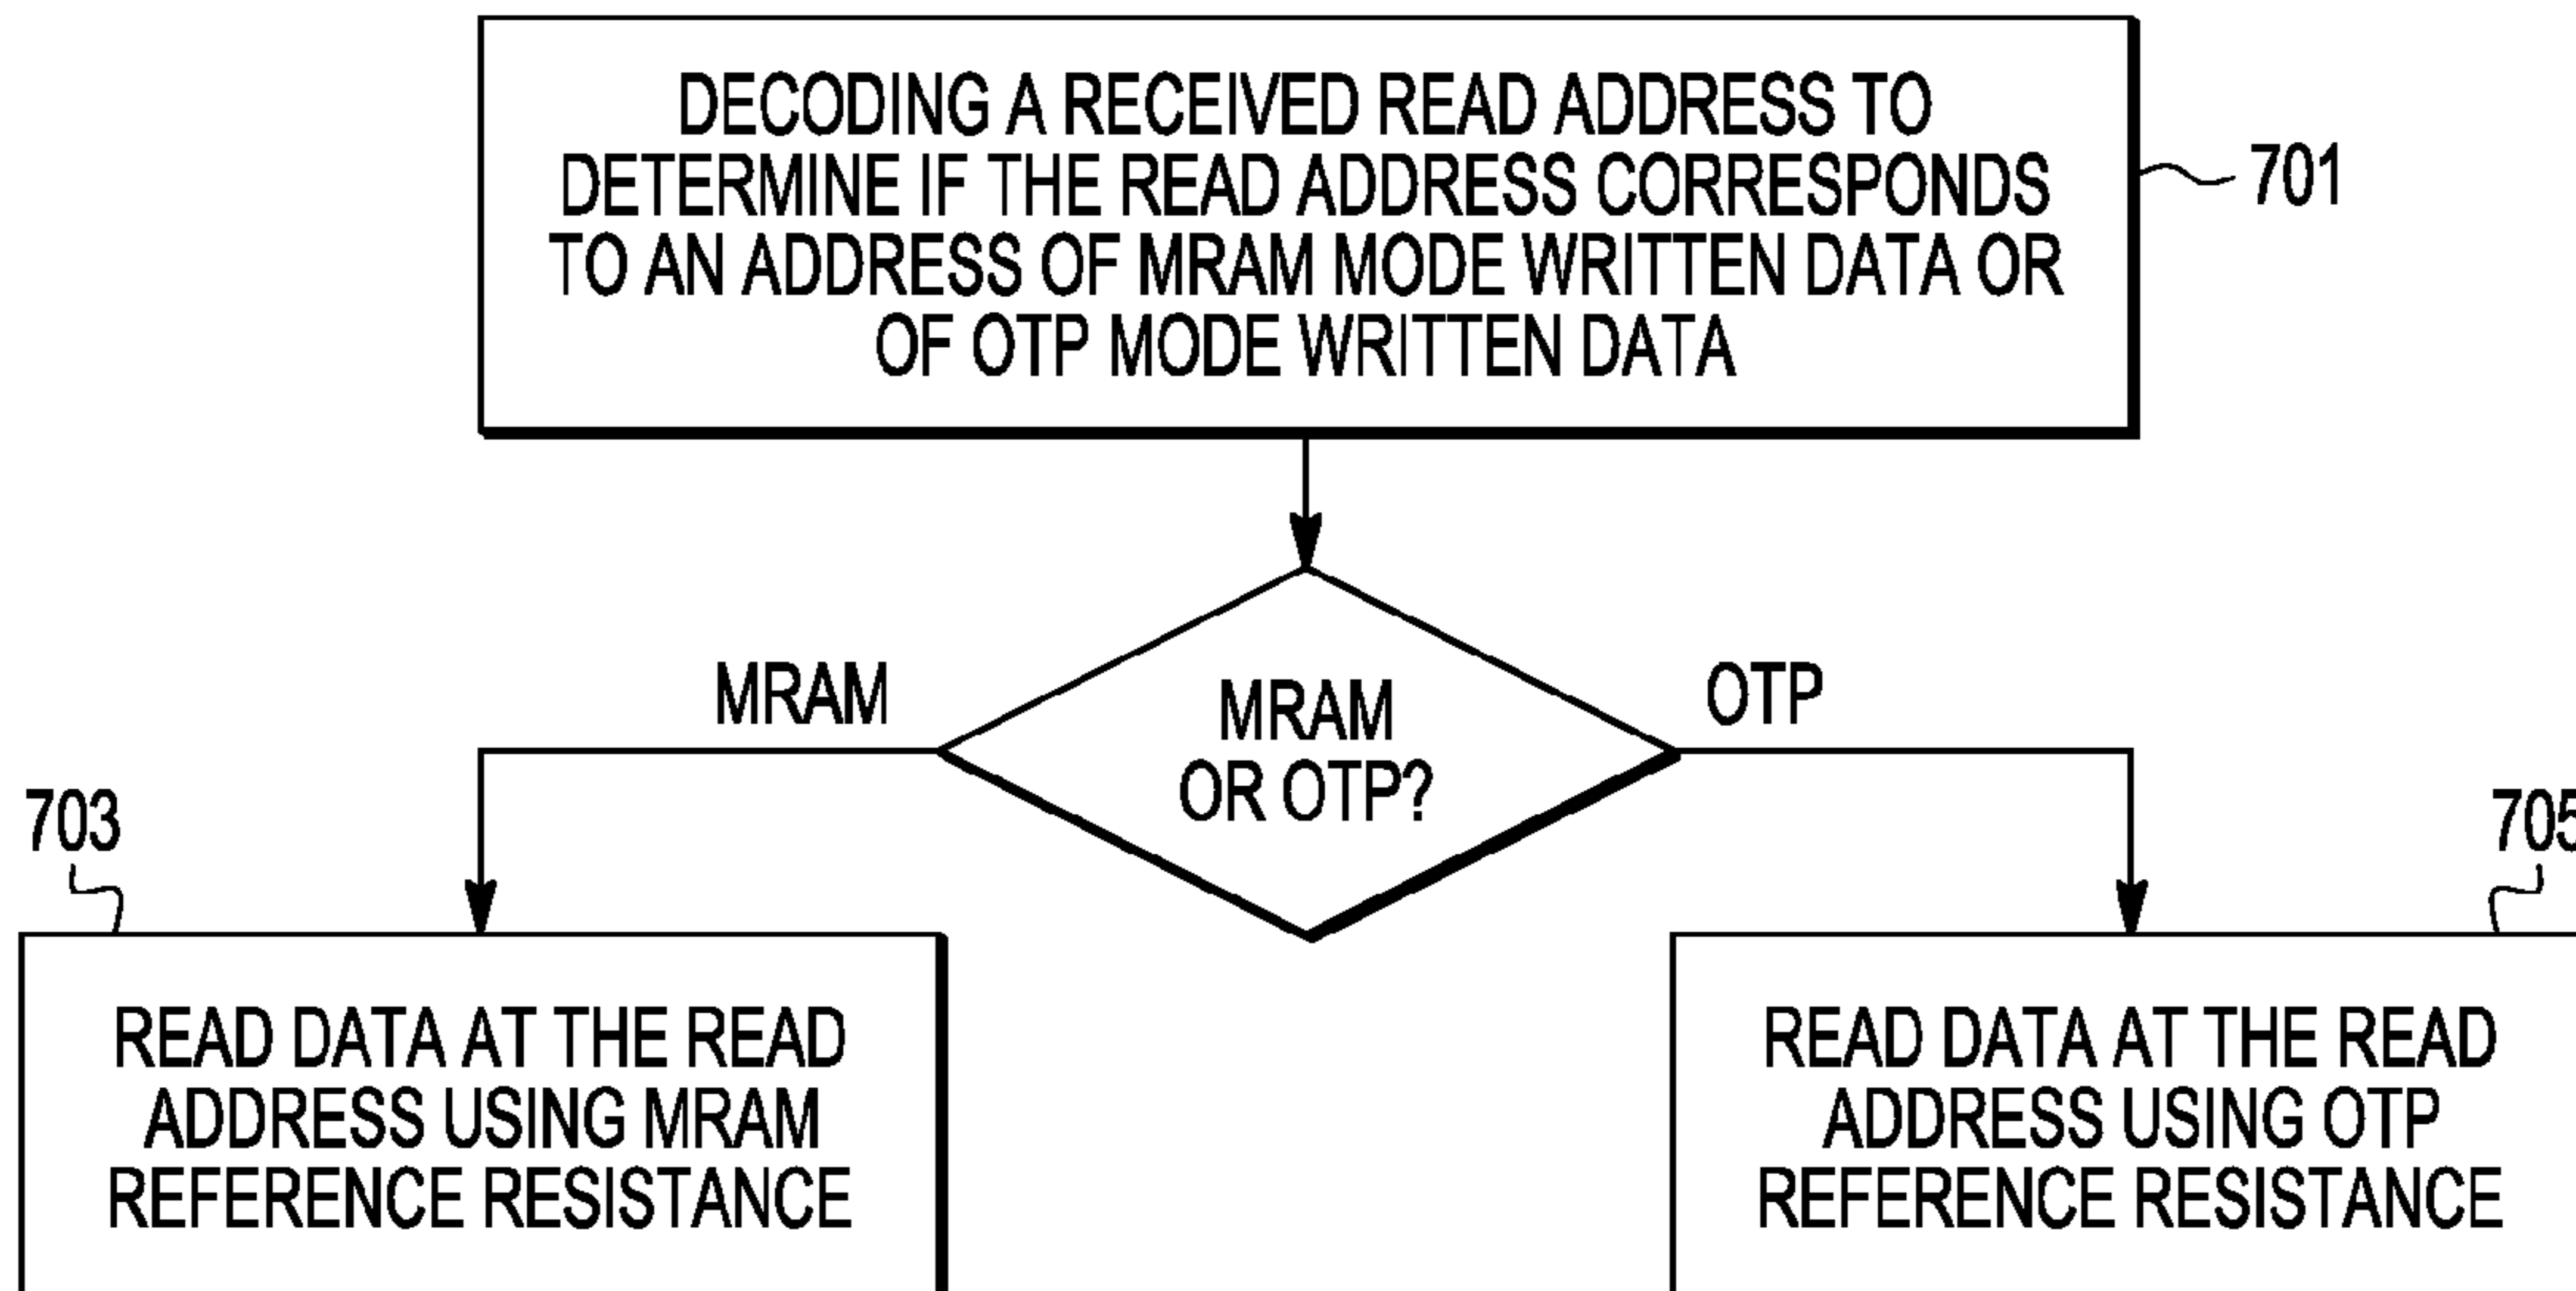 DECODING A RECEIVED READ ADDRESS TO
DETERMINE IF THE READ ADDRESS CORRESPONDS
TO AN ADDRESS OF MRAM MODE WRITTEN DATA OR
OF OTP MODE WRITTEN DATA
701
MRAM
MRAM
OR OTP?
OTP
703
705
READ DATA AT THE READ
ADDRESS USING MRAM
REFERENCE RESISTANCE
READ DATA AT THE READ
ADDRESS USING OTP
REFERENCE RESISTANCE